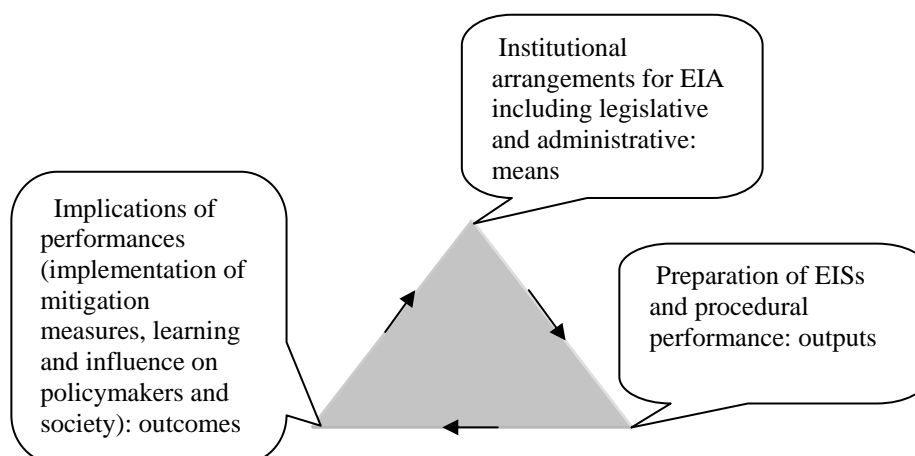 Institutional
arrangements for EIA
including legislative
and administrative:
means
Implications of
performances
(implementation of
mitigation
measures, learning
and influence on
policymakers and
society): outcomes
Preparation of EISs
and procedural
performance: outputs